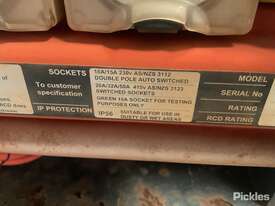 SOCKETS
To customer
specification
IP PROTECTION
10A/15A 230v AS/NZS 3112
DOUBLE POLE AUTO SWITCHED
20A/32A/50A 415v AS/NZS 3123
SWITCHED SOCKETS
GREEN 10A SOCKET FOR TESTING
PURPOSES ONLY
IP56
SUITABLE FOR USE IN
DUSTY OR WET AREAS
MODEL
SERIAL No
RATING
RCD RATING
Pickles